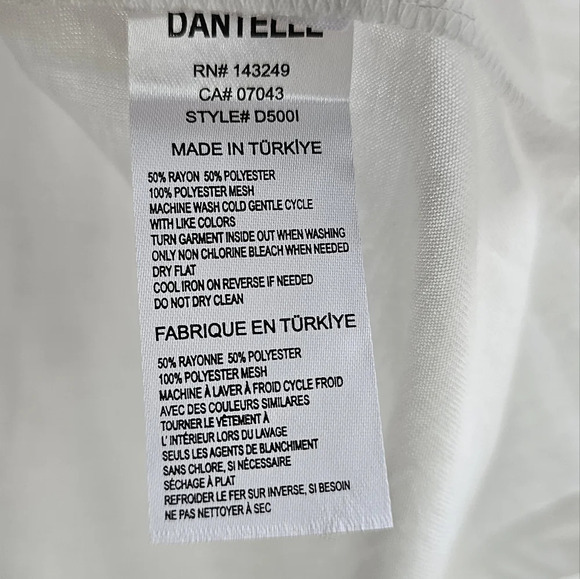 DANTELLE
RN# 143249
CA# 07043
STYLE# D500I
MADE IN TÜRKİYE
50% RAYON 50% POLYESTER
100% POLYESTER MESH
MACHINE WASH COLD GENTLE CYCLE
WITH LIKE COLORS
TURN GARMENT INSIDE OUT WHEN WASHING
ONLY NON CHLORINE BLEACH WHEN NEEDED
DRY FLAT
COOL IRON ON REVERSE IF NEEDED
DO NOT DRY CLEAN
FABRIQUE EN TÜRKİYE
50% RAYONNE 50% POLYESTER
100% POLYESTER MESH
MACHINE À LAVER À FROID CYCLE FROID
AVEC DES COULEURS SIMILARES
TOURNER LE VÊTEMENT À
L' INTÉRIEUR LORS DU LAVAGE
SEULS LES AGENTS DE BLANCHIMENT
SANS CHLORE, SI NÉCESSAIRE
SÉCHAGE À PLAT
REFROIDER LE FER SUR INVERSE, SI BESOIN
NE PAS NETTOYER À SEC